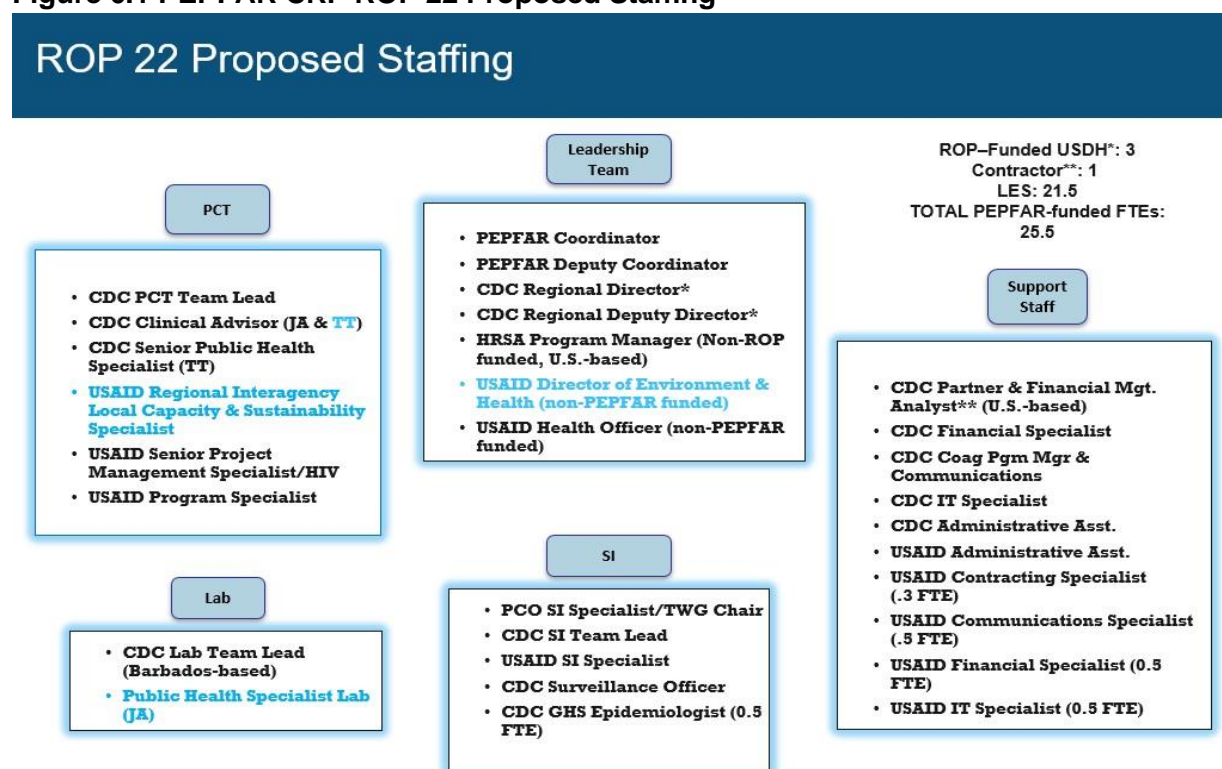 ROP 22 Proposed Staffing
PCT
• CDC PCT Team Lead
• CDC Clinical Advisor (JA & TT)
• CDC Senior Public Health
Specialist (TT)
• USAID Regional Interagency
Local Capacity & Sustainability
Specialist
• USAID Senior Project
Management Specialist/HIV
• USAID Program Specialist
Lab
• CDC Lab Team Lead
(Barbados-based)
• Public Health Specialist Lab
(JA)
Leadership
Team
• PEPFAR Coordinator
• PEPFAR Deputy Coordinator
• CDC Regional Director*
• CDC Regional Deputy Director*
• HRSA Program Manager (Non-ROP
funded, U.S.-based)
• USAID Director of Environment &
Health (non-PEPFAR funded)
• USAID Health Officer (non-PEPFAR
funded)
SI
• PCO SI Specialist/TWG Chair
• CDC SI Team Lead
• USAID SI Specialist
• CDC Surveillance Officer
• CDC GHS Epidemiologist (0.5
FTE)
ROP–Funded USDH*: 3
Contractor**: 1
LES: 21.5
TOTAL PEPFAR-funded FTEs:
25.5
Support
Staff
• CDC Partner & Financial Mgt.
Analyst** (U.S.-based)
• CDC Financial Specialist
• CDC Coag Pgm Mgr &
Communications
• CDC IT Specialist
• CDC Administrative Asst.
• USAID Administrative Asst.
• USAID Contracting Specialist
(.3 FTE)
• USAID Communications Specialist
(.5 FTE)
• USAID Financial Specialist (0.5
FTE)
• USAID IT Specialist (0.5 FTE)